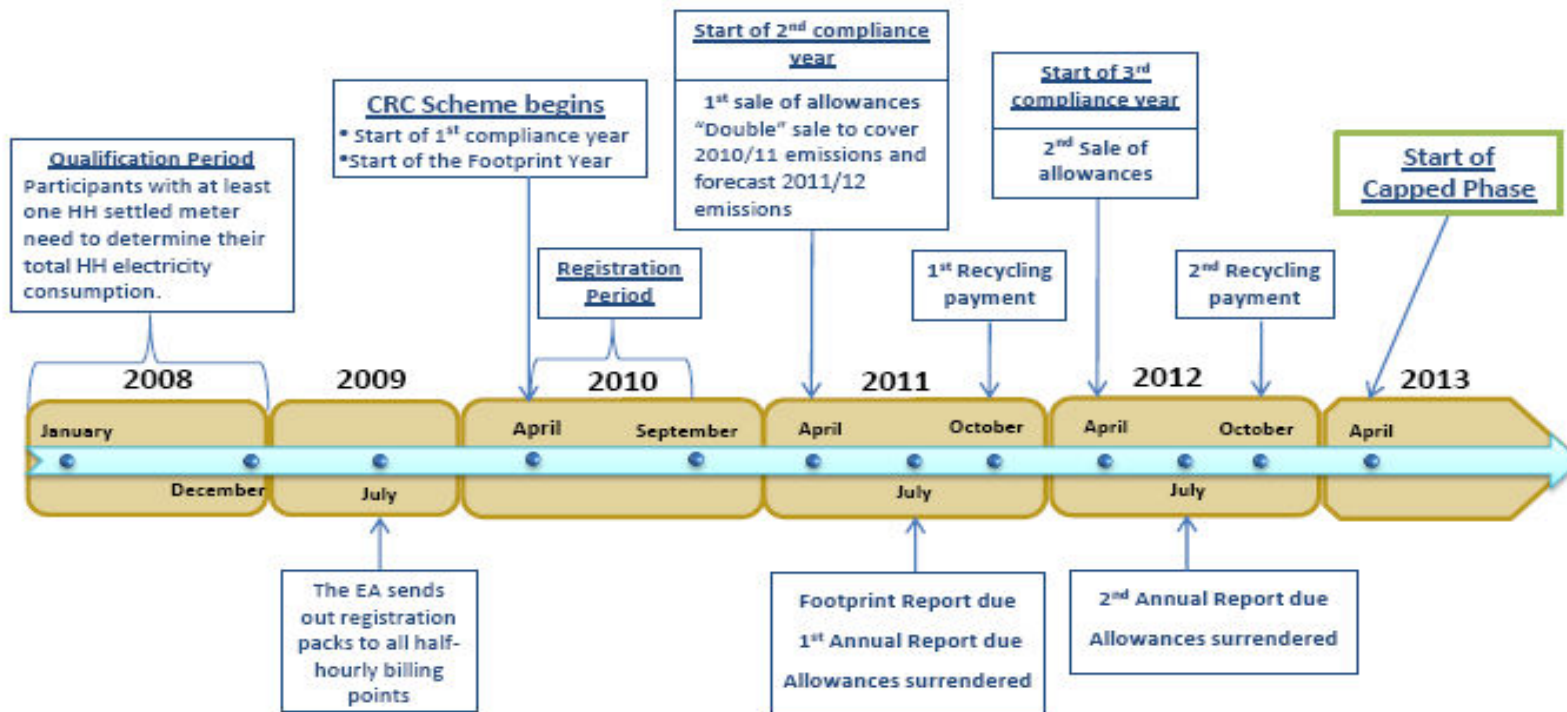 Qualification Period
Participants with at least
one HH settled meter
need to determine their
total HH electricity
consumption.
CRC Scheme begins
• Start of 1st compliance year
•Start of the Footprint Year
Registration
Period
Start of 2nd compliance
year
1st sale of allowances
“Double” sale to cover
2010/11 emissions and
forecast 2011/12
emissions
1st Recycling
payment
Start of 3rd
compliance year
2nd Sale of
allowances
2nd Recycling
payment
Start of
Capped Phase
2008
2009
2010
2011
2012
2013
January
December
July
April
September
April
July
October
April
July
October
April
The EA sends
out registration
packs to all half-
hourly billing
points
Footprint Report due
1st Annual Report due
Allowances surrendered
2nd Annual Report due
Allowances surrendered